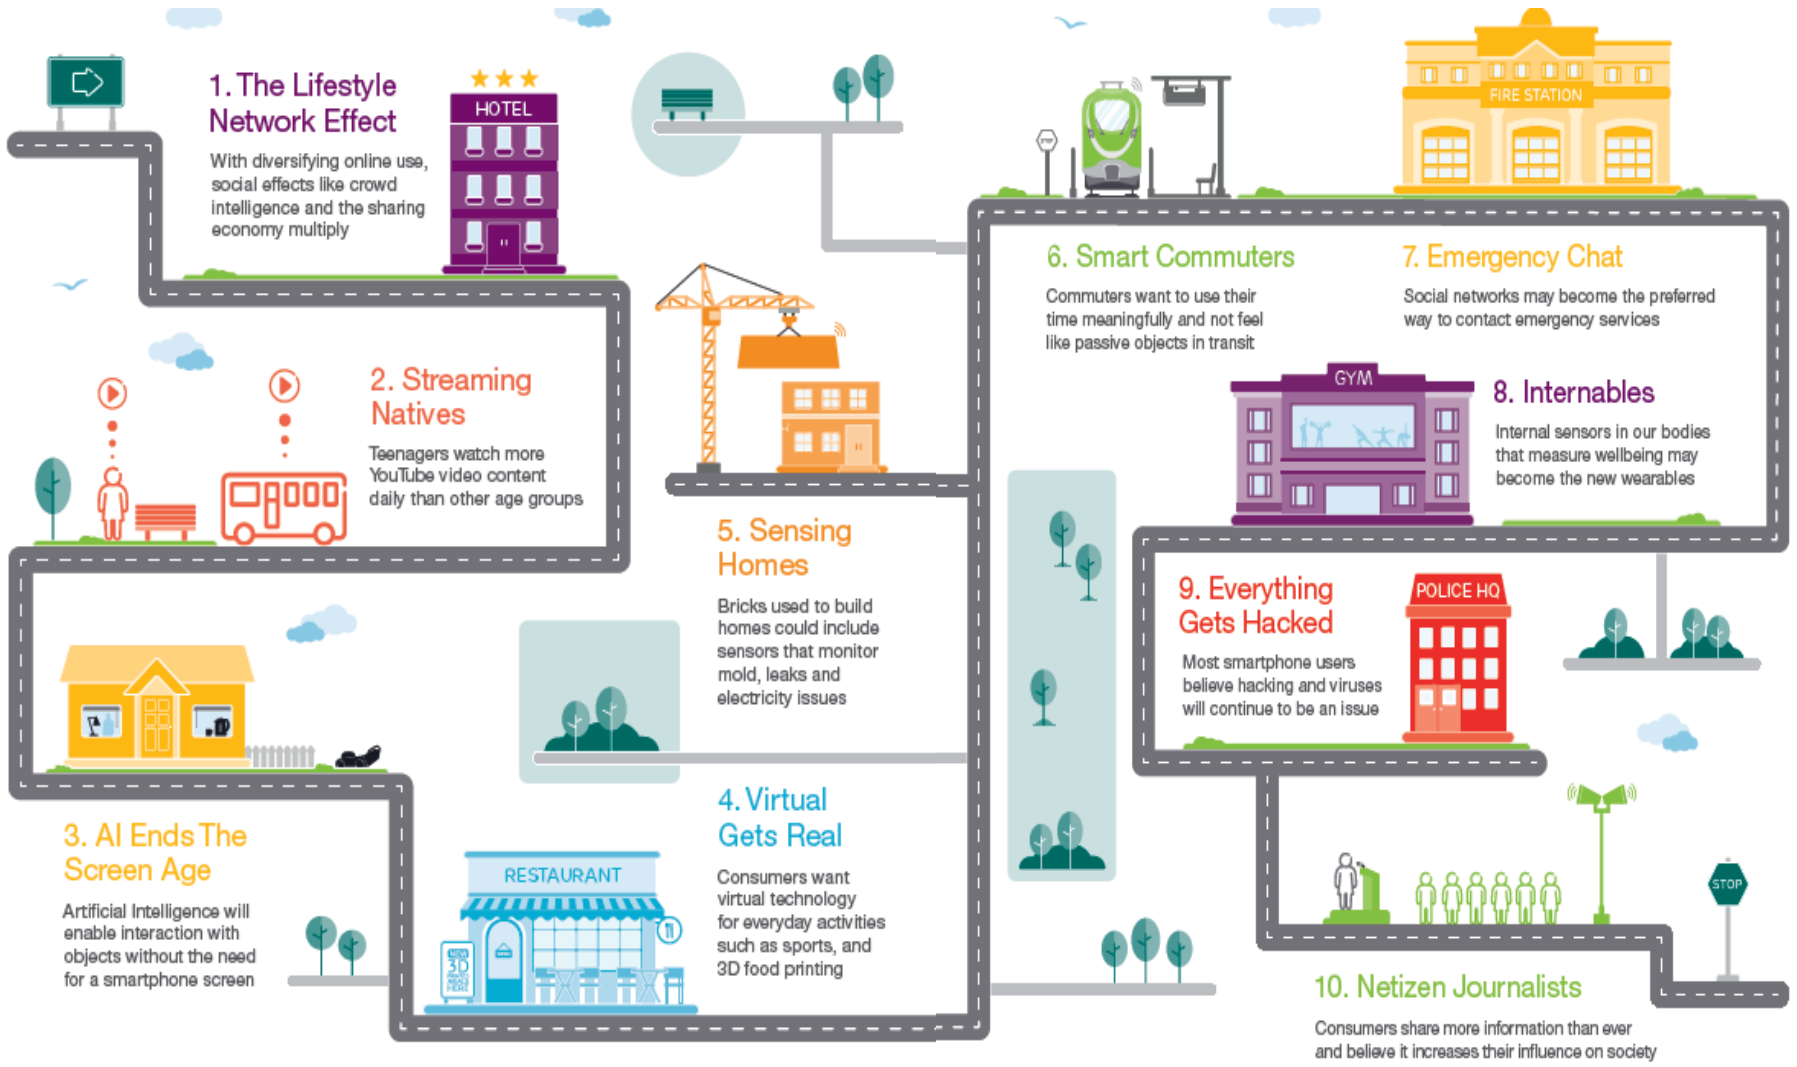 1. The Lifestyle
Network Effect
With diversifying online use,
social effects like crowd
intelligence and the sharing
economy multiply
HOTEL
2. Streaming
Natives
Teenagers watch more
YouTube video content
daily than other age groups
3. AI Ends The
Screen Age
Artificial Intelligence will
enable interaction with
objects without the need
for a smartphone screen
RESTAURANT
3D
4. Virtual
Gets Real
Consumers want
virtual technology
for everyday activities
such as sports, and
3D food printing
5. Sensing
Homes
Bricks used to build
homes could include
sensors that monitor
mold, leaks and
electricity issues
6. Smart Commuters
Commuters want to use their
time meaningfully and not feel
like passive objects in transit
FIRE STATION
7. Emergency Chat
Social networks may become the preferred
way to contact emergency services
GYM
8. Internables
Internal sensors in our bodies
that measure wellbeing may
become the new wearables
9. Everything
Gets Hacked
Most smartphone users
believe hacking and viruses
will continue to be an issue
POLICE HQ
STOP
10. Netizen Journalists
Consumers share more information than ever
and believe it increases their influence on society